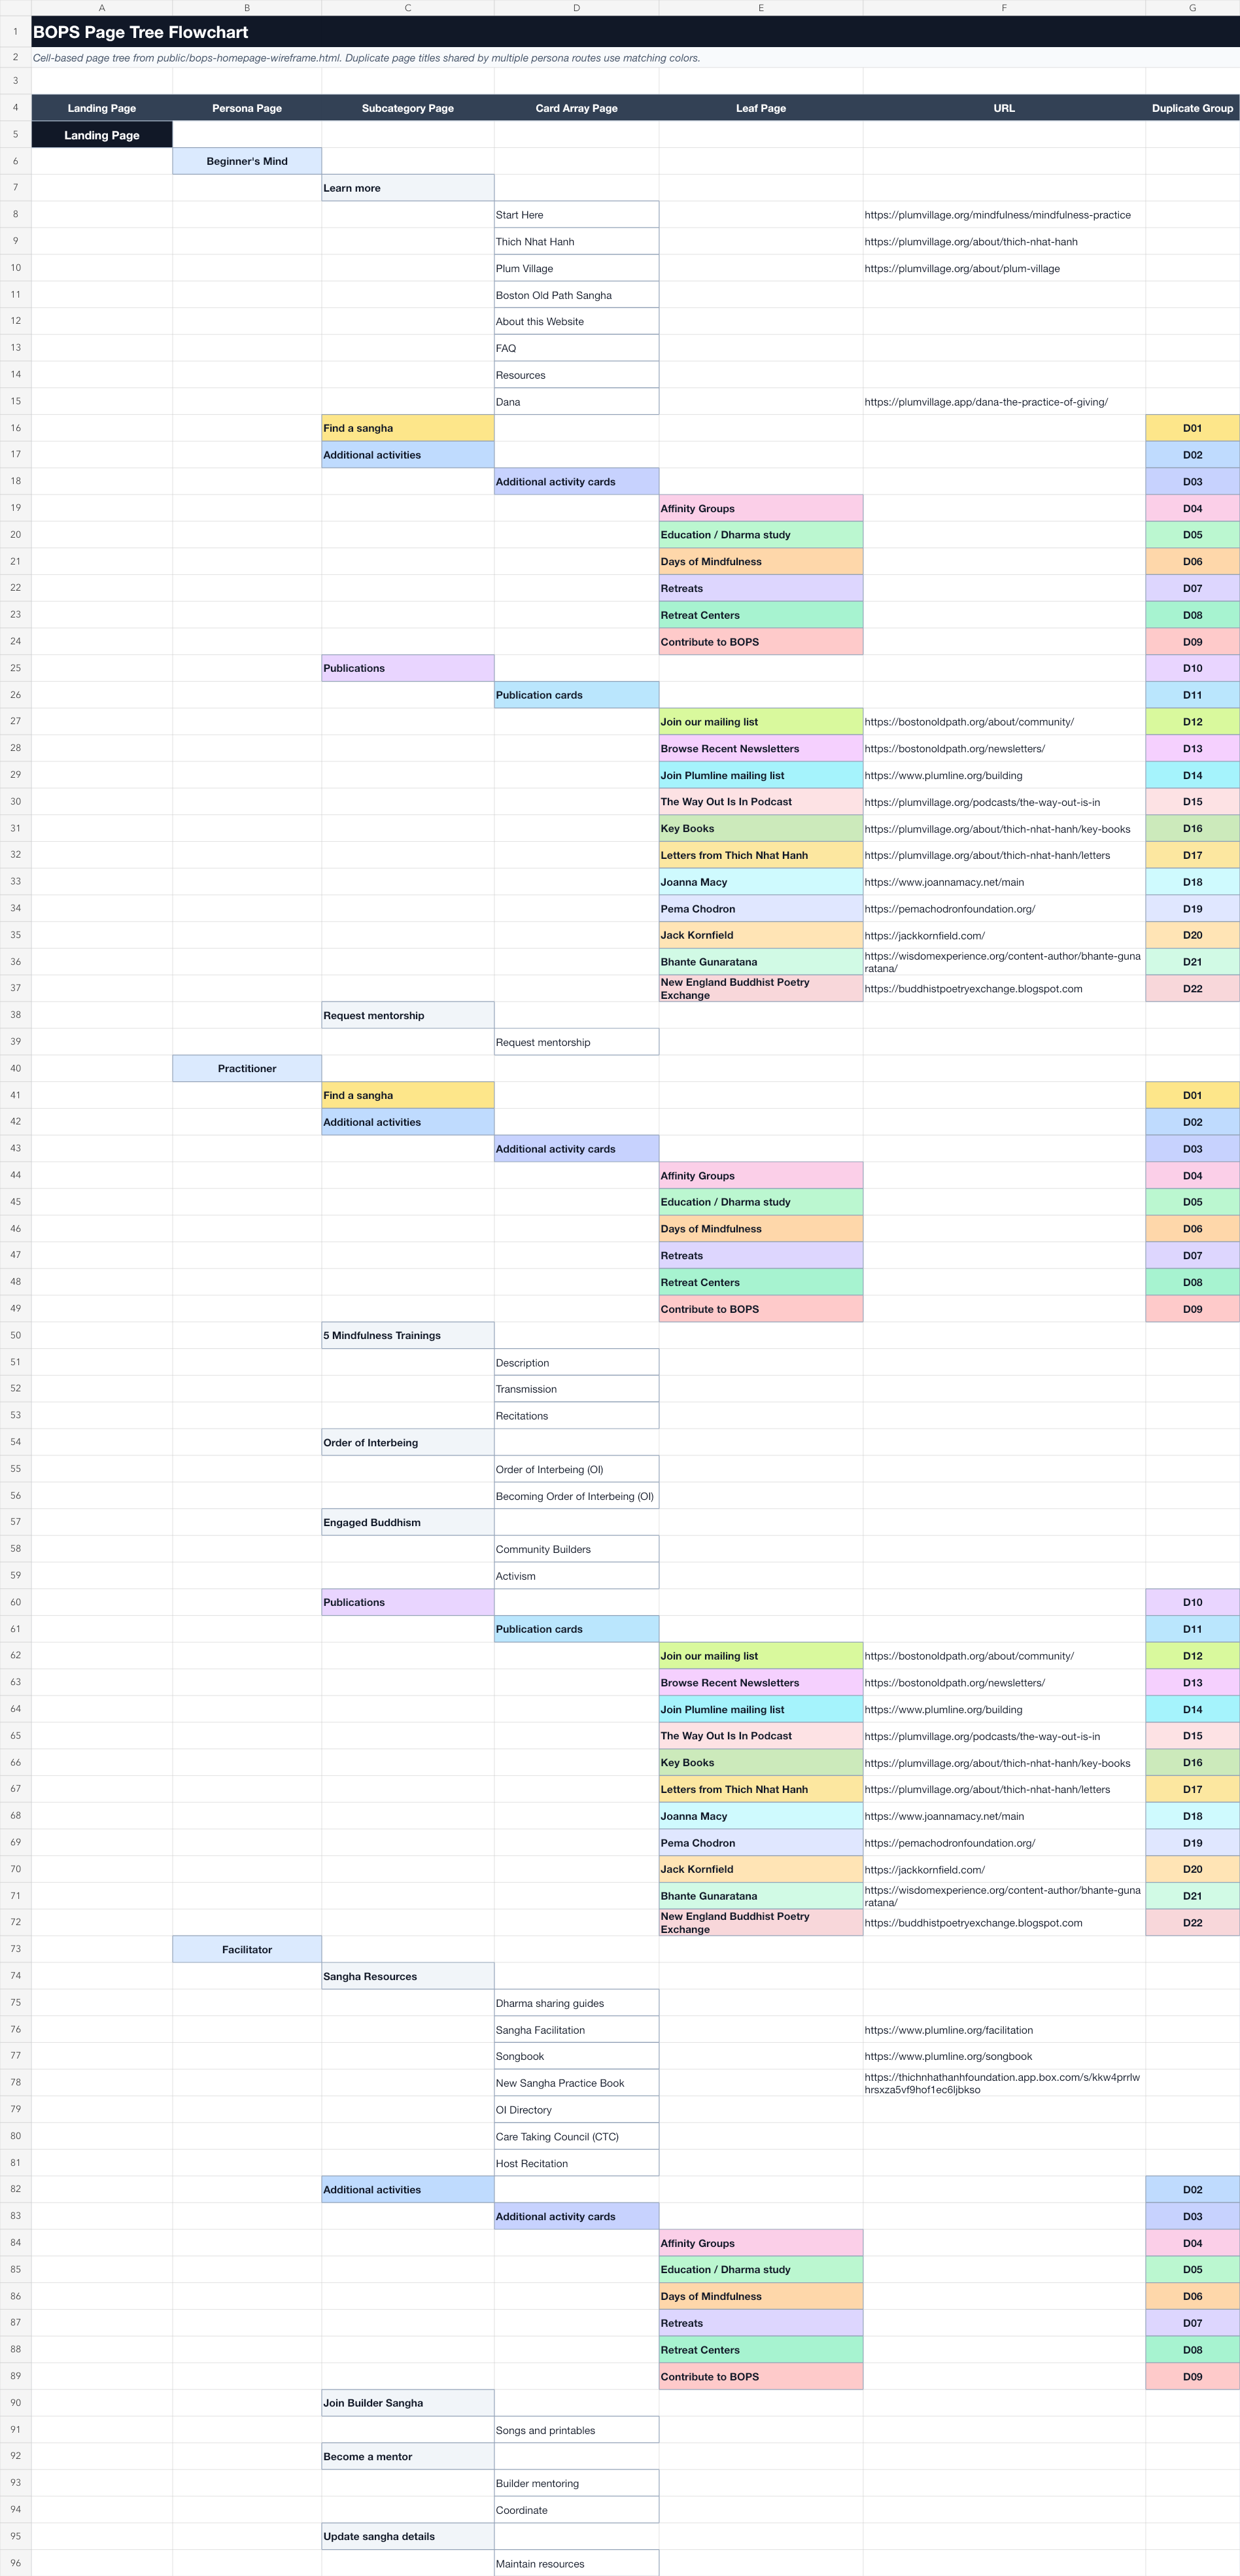 A B C D E F G
1 BOPS Page Tree Flowchart
2 Cell-based page tree from public/bops-homepage-wireframe.html. Duplicate page titles shared by multiple persona routes use matching colors.
3
4 Landing Page Persona Page Subcategory Page Card Array Page Leaf Page URL Duplicate Group
5 Landing Page
6 Beginner's Mind
7 Learn more
8 Start Here https://plumvillage.org/mindfulness/mindfulness-practice
9 Thich Nhat Hanh https://plumvillage.org/about/thich-nhat-hanh
10 Plum Village https://plumvillage.org/about/plum-village
11 Boston Old Path Sangha
12 About this Website
13 FAQ
14 Resources
15 Dana https://plumvillage.app/dana-the-practice-of-giving/
16 Find a sangha D01
17 Additional activities D02
18 Additional activity cards D03
19 Affinity Groups D04
20 Education / Dharma study D05
21 Days of Mindfulness D06
22 Retreats D07
23 Retreat Centers D08
24 Contribute to BOPS D09
25 Publications D10
26 Publication cards D11
27 Join our mailing list https://bostonoldpath.org/about/community/ D12
28 Browse Recent Newsletters https://bostonoldpath.org/newsletters/ D13
29 Join Plumline mailing list https://www.plumline.org/building D14
30 The Way Out Is In Podcast https://plumvillage.org/podcasts/the-way-out-is-in D15
31 Key Books https://plumvillage.org/about/thich-nhat-hanh/key-books D16
32 Letters from Thich Nhat Hanh https://plumvillage.org/about/thich-nhat-hanh/letters D17
33 Joanna Macy https://www.joannamacy.net/main D18
34 Pema Chodron https://pemachodronfoundation.org/ D19
35 Jack Kornfield https://jackkornfield.com/ D20
36 Bhante Gunaratana https://wisdomexperience.org/content-author/bhante-guna
ratana/ D21
37 New England Buddhist Poetry
Exchange https://buddhistpoetryexchange.blogspot.com D22
38 Request mentorship
39 Request mentorship
40 Practitioner
41 Find a sangha D01
42 Additional activities D02
43 Additional activity cards D03
44 Affinity Groups D04
45 Education / Dharma study D05
46 Days of Mindfulness D06
47 Retreats D07
48 Retreat Centers D08
49 Contribute to BOPS D09
50 5 Mindfulness Trainings
51 Description
52 Transmission
53 Recitations
54 Order of Interbeing
55 Order of Interbeing (OI)
56 Becoming Order of Interbeing (OI)
57 Engaged Buddhism
58 Community Builders
59 Activism
60 Publications D10
61 Publication cards D11
62 Join our mailing list https://bostonoldpath.org/about/community/ D12
63 Browse Recent Newsletters https://bostonoldpath.org/newsletters/ D13
64 Join Plumline mailing list https://www.plumline.org/building D14
65 The Way Out Is In Podcast https://plumvillage.org/podcasts/the-way-out-is-in D15
66 Key Books https://plumvillage.org/about/thich-nhat-hanh/key-books D16
67 Letters from Thich Nhat Hanh https://plumvillage.org/about/thich-nhat-hanh/letters D17
68 Joanna Macy https://www.joannamacy.net/main D18
69 Pema Chodron https://pemachodronfoundation.org/ D19
70 Jack Kornfield https://jackkornfield.com/ D20
71 Bhante Gunaratana https://wisdomexperience.org/content-author/bhante-guna
ratana/ D21
72 New England Buddhist Poetry
Exchange https://buddhistpoetryexchange.blogspot.com D22
73 Facilitator
74 Sangha Resources
75 Dharma sharing guides
76 Sangha Facilitation https://www.plumline.org/facilitation
77 Songbook https://www.plumline.org/songbook
78 New Sangha Practice Book https://thichnhathanhfoundation.app.box.com/s/kkw4prrlw
hrsxza5vf9hof1ec6ljbkso
79 OI Directory
80 Care Taking Council (CTC)
81 Host Recitation
82 Additional activities D02
83 Additional activity cards D03
84 Affinity Groups D04
85 Education / Dharma study D05
86 Days of Mindfulness D06
87 Retreats D07
88 Retreat Centers D08
89 Contribute to BOPS D09
90 Join Builder Sangha
91 Songs and printables
92 Become a mentor
93 Builder mentoring
94 Coordinate
95 Update sangha details
96 Maintain resources